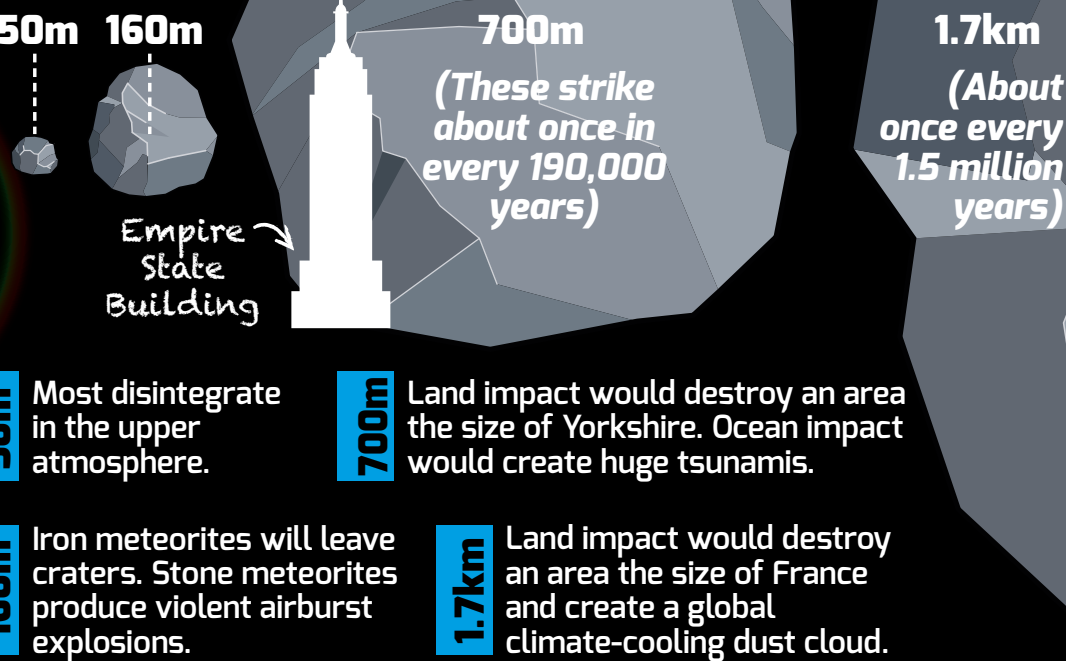 50m
160m
700m
(These strike
about once in
every 190,000
years)
1.7km
(About
once every
1.5 million
years)
Empire
State
Building
50m
Most disintegrate
in the upper
atmosphere.
700m
Land impact would destroy an area
the size of Yorkshire. Ocean impact
would create huge tsunamis.
160m
Iron meteorites will leave
craters. Stone meteorites
produce violent airburst
explosions.
1.7km
Land impact would destroy
an area the size of France
and create a global
climate-cooling dust cloud.